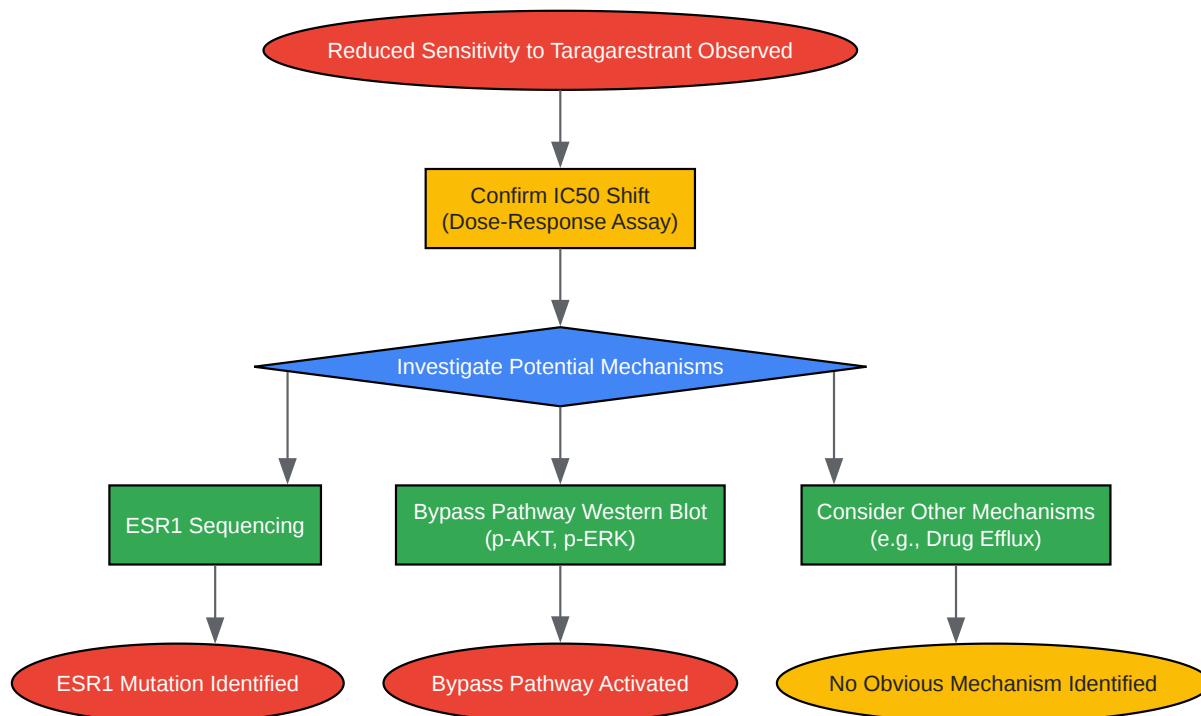 Reduced Sensitivity to Taragarestrant Observed
Confirm IC50 Shift
(Dose-Response Assay)
Investigate Potential Mechanisms
ESR1 Sequencing
Bypass Pathway Western Blot
(p-AKT, p-ERK)
Consider Other Mechanisms
(e.g., Drug Efflux)
ESR1 Mutation Identified
Bypass Pathway Activated
No Obvious Mechanism Identified